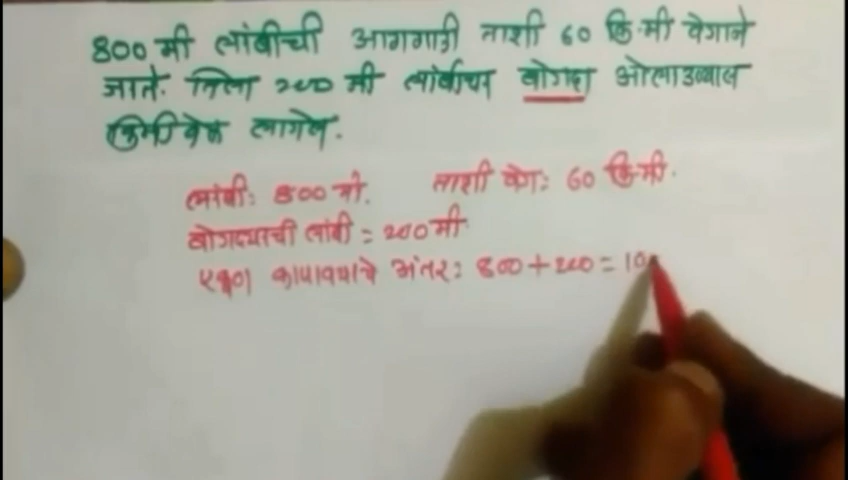 800 मी लांबीची आगगाडी ताशी 60 कि.मी वेगाने
जाते. तिला 200 मी लांबीचा बोगदा ओलांडण्यास
किती वेळ लागेल.
लांबी: 800 मी. ताशी वेग: 60 कि.मी.
बोगद्याची लांबी = 200 मी
एकूण कापावयाचे अंतर: 800 + 200 = 10